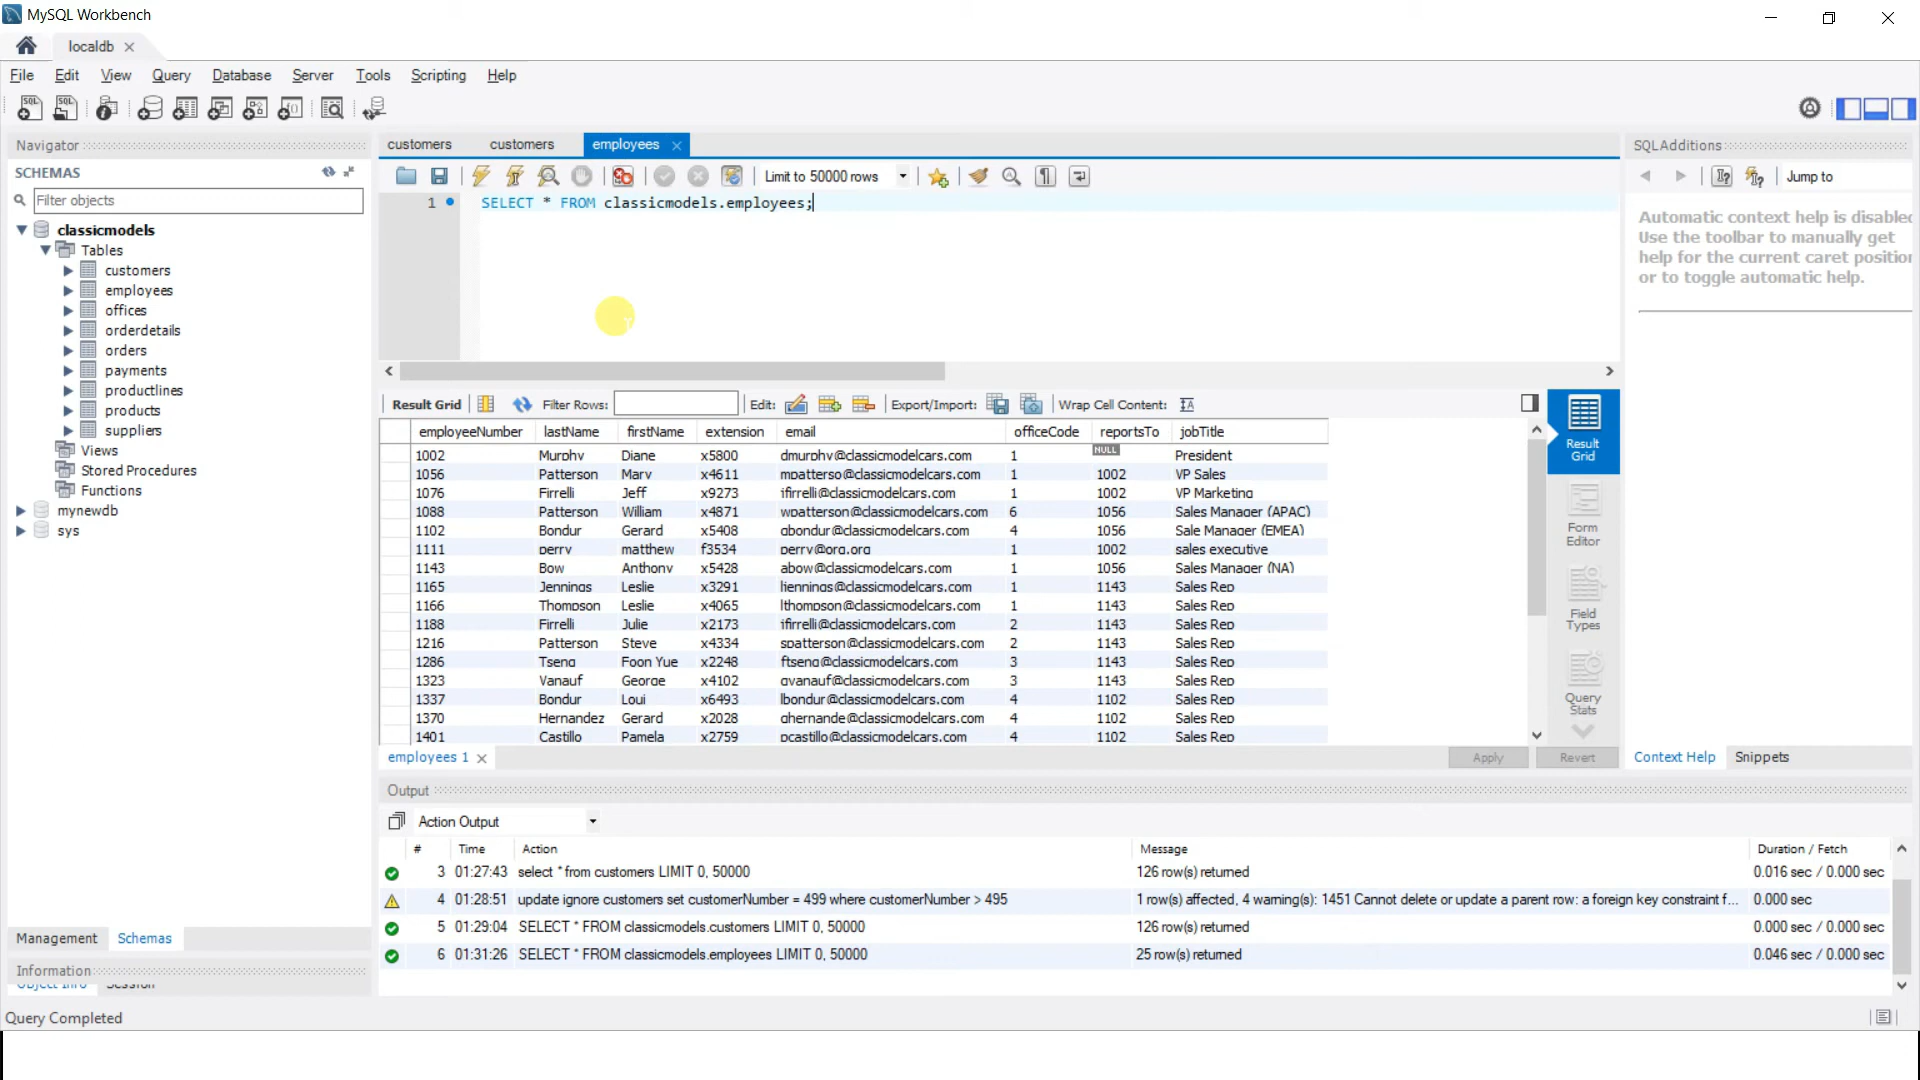 MySQL Workbench
localdb
File Edit View Query Database Server Tools Scripting Help
Navigator
SCHEMAS
Filter objects
classicmodels
Tables
customers
employees
offices
orderdetails
orders
payments
productlines
products
suppliers
Views
Stored Procedures
Functions
mynewdb
sys
Management Schemas
Information
Object Info Session
Query Completed
customers customers employees
Limit to 50000 rows
1 SELECT * FROM classicmodels.employees;
Result Grid Filter Rows: Edit: Export/Import: Wrap Cell Content:
employeeNumber lastName firstName extension email officeCode reportsTo jobTitle
1002 Murphy Diane x5800 dmurphy@classicmodelcars.com 1 NULL President
1056 Patterson Mary x4611 mpatterso@classicmodelcars.com 1 1002 VP Sales
1076 Firrelli Jeff x9273 jfirrelli@classicmodelcars.com 1 1002 VP Marketing
1088 Patterson William x4871 wpatterson@classicmodelcars.com 6 1056 Sales Manager (APAC)
1102 Bondur Gerard x5408 gbondur@classicmodelcars.com 4 1056 Sale Manager (EMEA)
1111 perry matthew f3534 perry@org.org 1 1002 sales executive
1143 Bow Anthony x5428 abow@classicmodelcars.com 1 1056 Sales Manager (NA)
1165 Jennings Leslie x3291 ljennings@classicmodelcars.com 1 1143 Sales Rep
1166 Thompson Leslie x4065 lthompson@classicmodelcars.com 1 1143 Sales Rep
1188 Firrelli Julie x2173 jfirrelli@classicmodelcars.com 2 1143 Sales Rep
1216 Patterson Steve x4334 spatterson@classicmodelcars.com 2 1143 Sales Rep
1286 Tseng Foon Yue x2248 ftseng@classicmodelcars.com 3 1143 Sales Rep
1323 Vanauf George x4102 gvanauf@classicmodelcars.com 3 1143 Sales Rep
1337 Bondur Loui x6493 lbondur@classicmodelcars.com 4 1102 Sales Rep
1370 Hernandez Gerard x2028 ghernande@classicmodelcars.com 4 1102 Sales Rep
1401 Castillo Pamela x2759 pcastillo@classicmodelcars.com 4 1102 Sales Rep
Result
Grid
Form
Editor
Field
Types
Query
Stats
employees 1 Apply Revert
SQLAdditions
Jump to
Automatic context help is disabled
Use the toolbar to manually get
help for the current caret position
or to toggle automatic help.
Context Help Snippets
Output
Action Output
# Time Action Message Duration / Fetch
3 01:27:43 select * from customers LIMIT 0, 50000 126 row(s) returned 0.016 sec / 0.000 sec
4 01:28:51 update ignore customers set customerNumber = 499 where customerNumber > 495 1 row(s) affected, 4 warning(s): 1451 Cannot delete or update a parent row: a foreign key constraint f... 0.000 sec
5 01:29:04 SELECT * FROM classicmodels.customers LIMIT 0, 50000 126 row(s) returned 0.000 sec / 0.000 sec
6 01:31:26 SELECT * FROM classicmodels.employees LIMIT 0, 50000 25 row(s) returned 0.046 sec / 0.000 sec